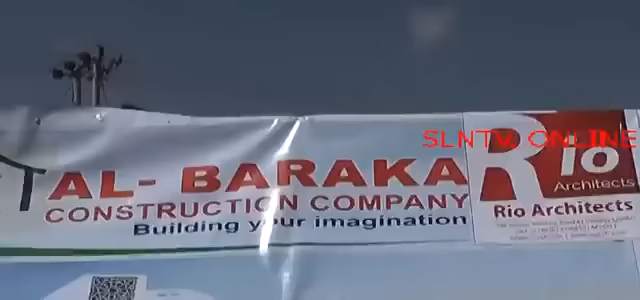 SLNTV ONLINE
AL- BARAKA
CONSTRUCTION COMPANY
Building your imagination
Rio
Architects
Rio Architects